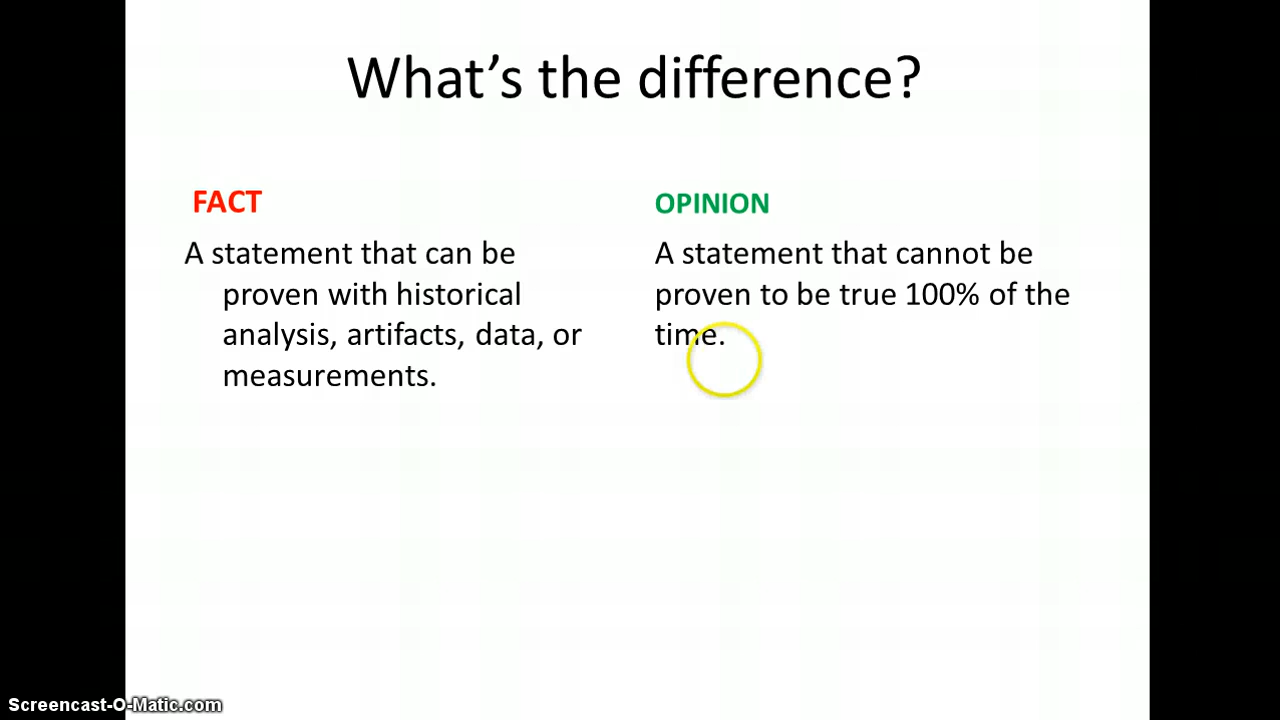 What's the difference?
FACT
A statement that can be
proven with historical
analysis, artifacts, data, or
measurements.
OPINION
A statement that cannot be
proven to be true 100% of the
time.
Screencast-O-Matic.com